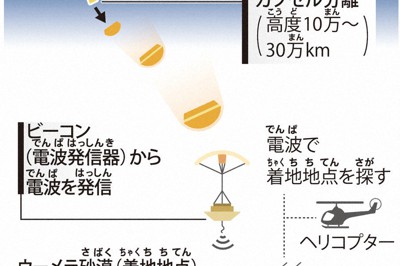 カプセル分離
こうど まん
(高度10万〜
まん
30万km
ビーコン
でんぱ はっしんき
(電波発信器)から
でんぱ はっしん
電波を発信
でんぱ
電波で
ちゃくちちてん さが
着地地点を探す
ヘリコプター
さばく ちゃくちちてん
ウーメラ砂漠(着地地点)